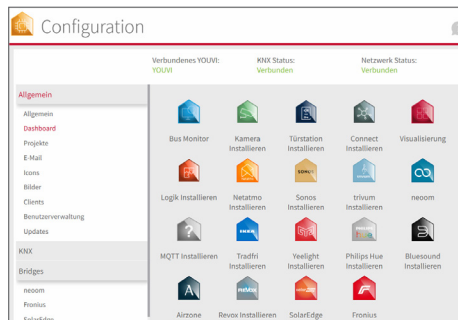 Configuration
Verbundenes YOUVI: KNX Status: Netzwerk Status:
YOUVI Verbunden Verbunden
Allgemein
Allgemein
Dashboard
Projekte
E-Mail
Icons
Bilder
Clients
Benutzerverwaltung
Updates
KNX
Bridges
neoom
Fronius
SolarEdge
Bus Monitor Kamera Türstation Connect Visualisierung
Installieren Installieren Installieren
SONOS
Logik Installieren Netatmo Sonos trivum neoom
Installieren Installieren Installieren
?
MQTT Installieren Tradfri Yeelight Philips Hue Bluesound
Installieren Installieren Installieren Installieren
A REVOX
Airzone Revox Installieren SolarEdge Fronius